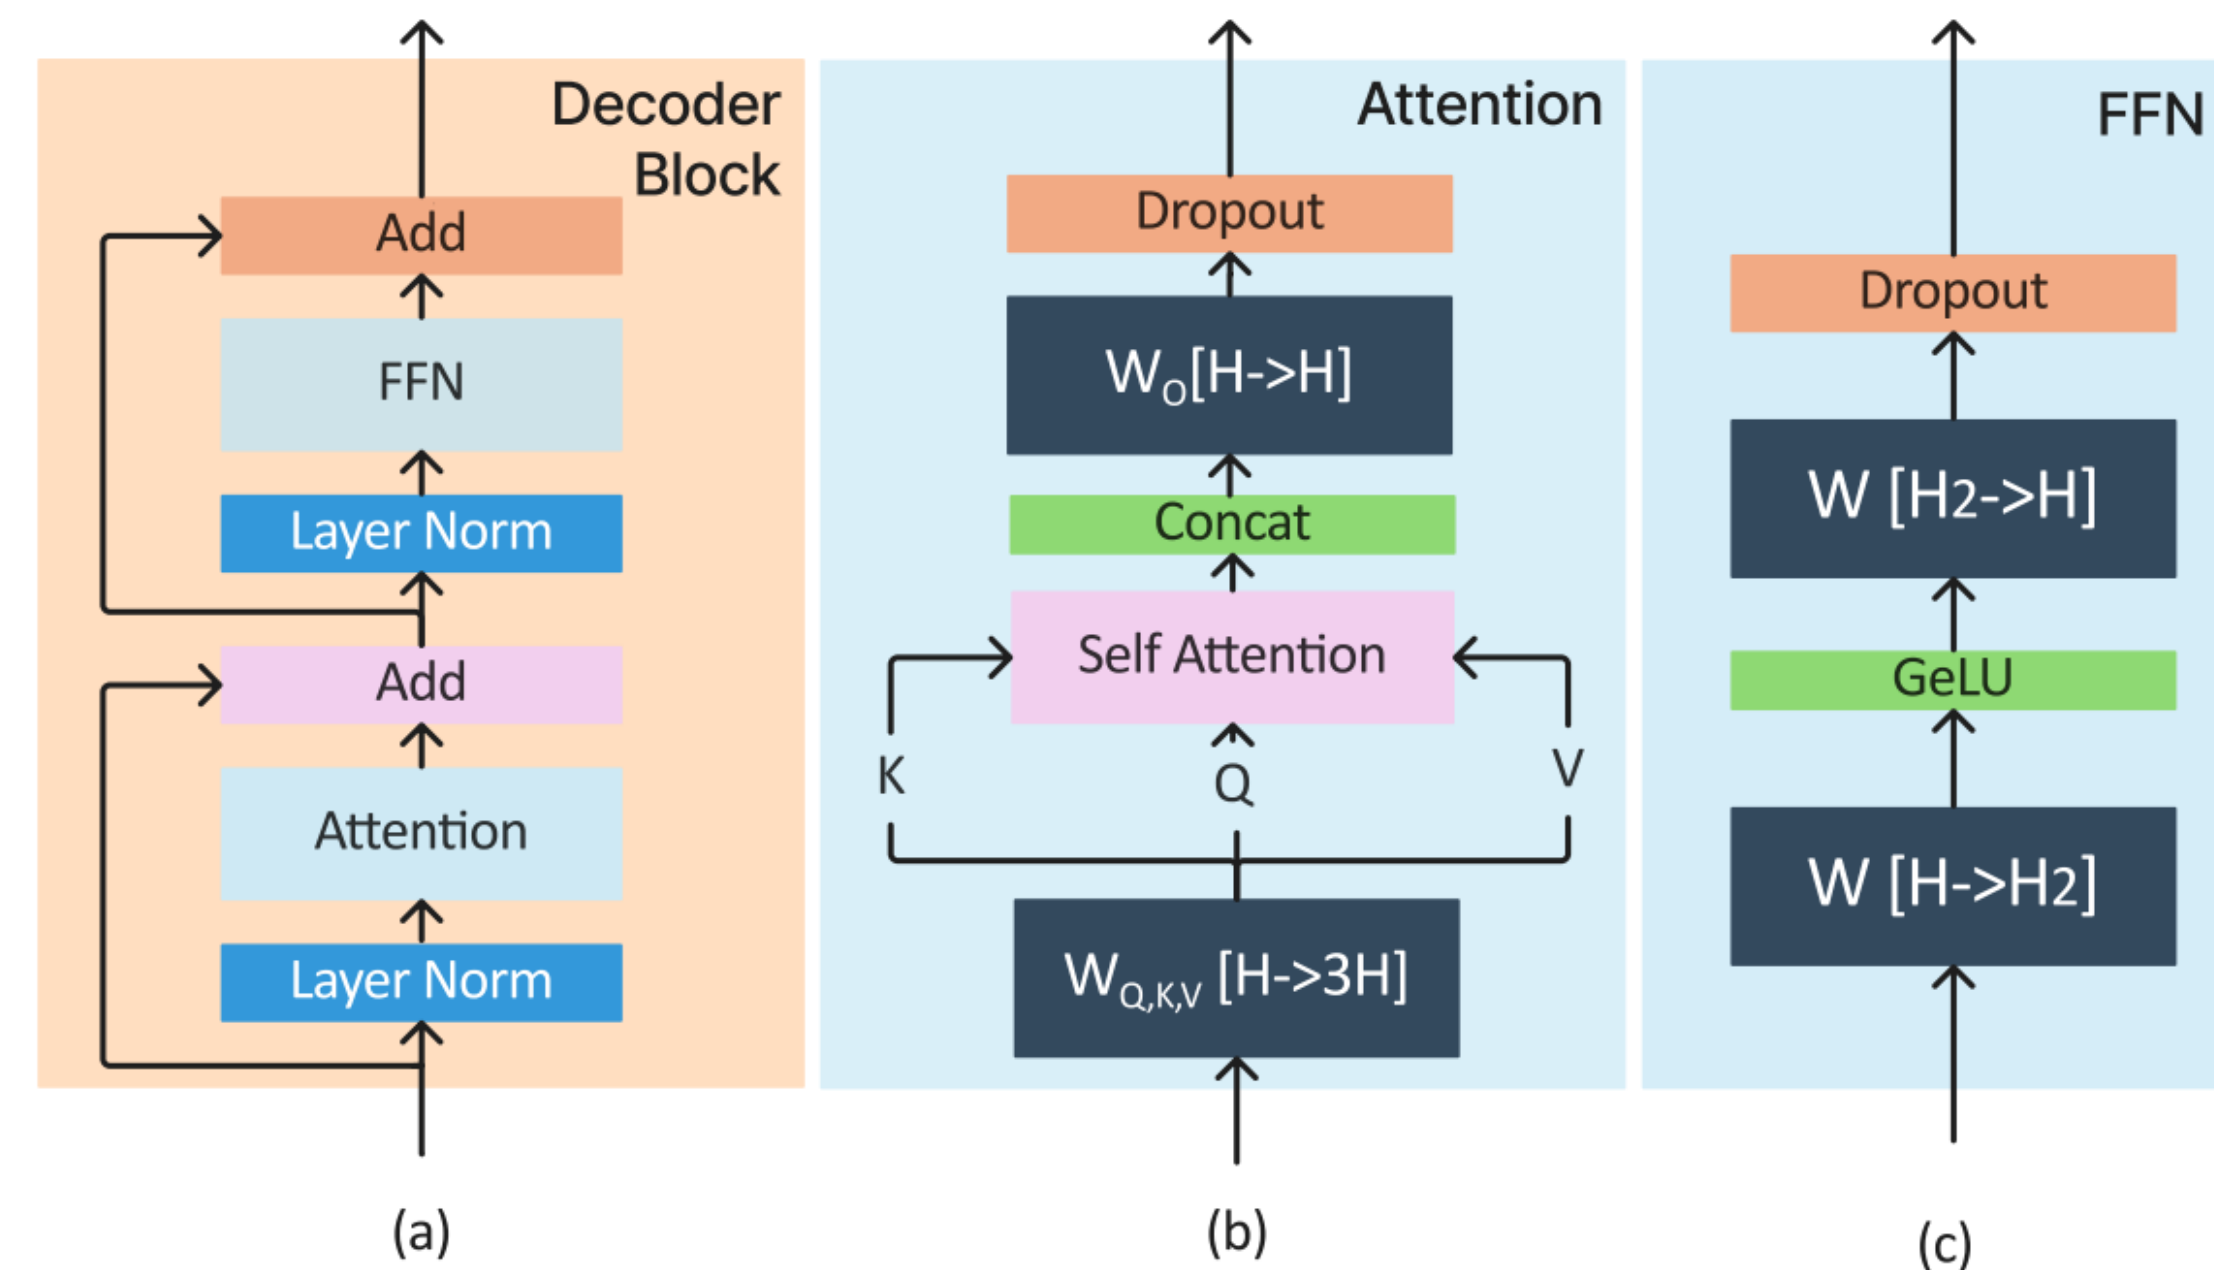 Decoder
Block
Add
FFN
Layer Norm
Add
Attention
Layer Norm
(a)
Attention
Dropout
W_O[H->H]
Concat
Self Attention
K
Q
V
W_Q,K,V [H->3H]
(b)
FFN
Dropout
W [H2->H]
GeLU
W [H->H2]
(c)